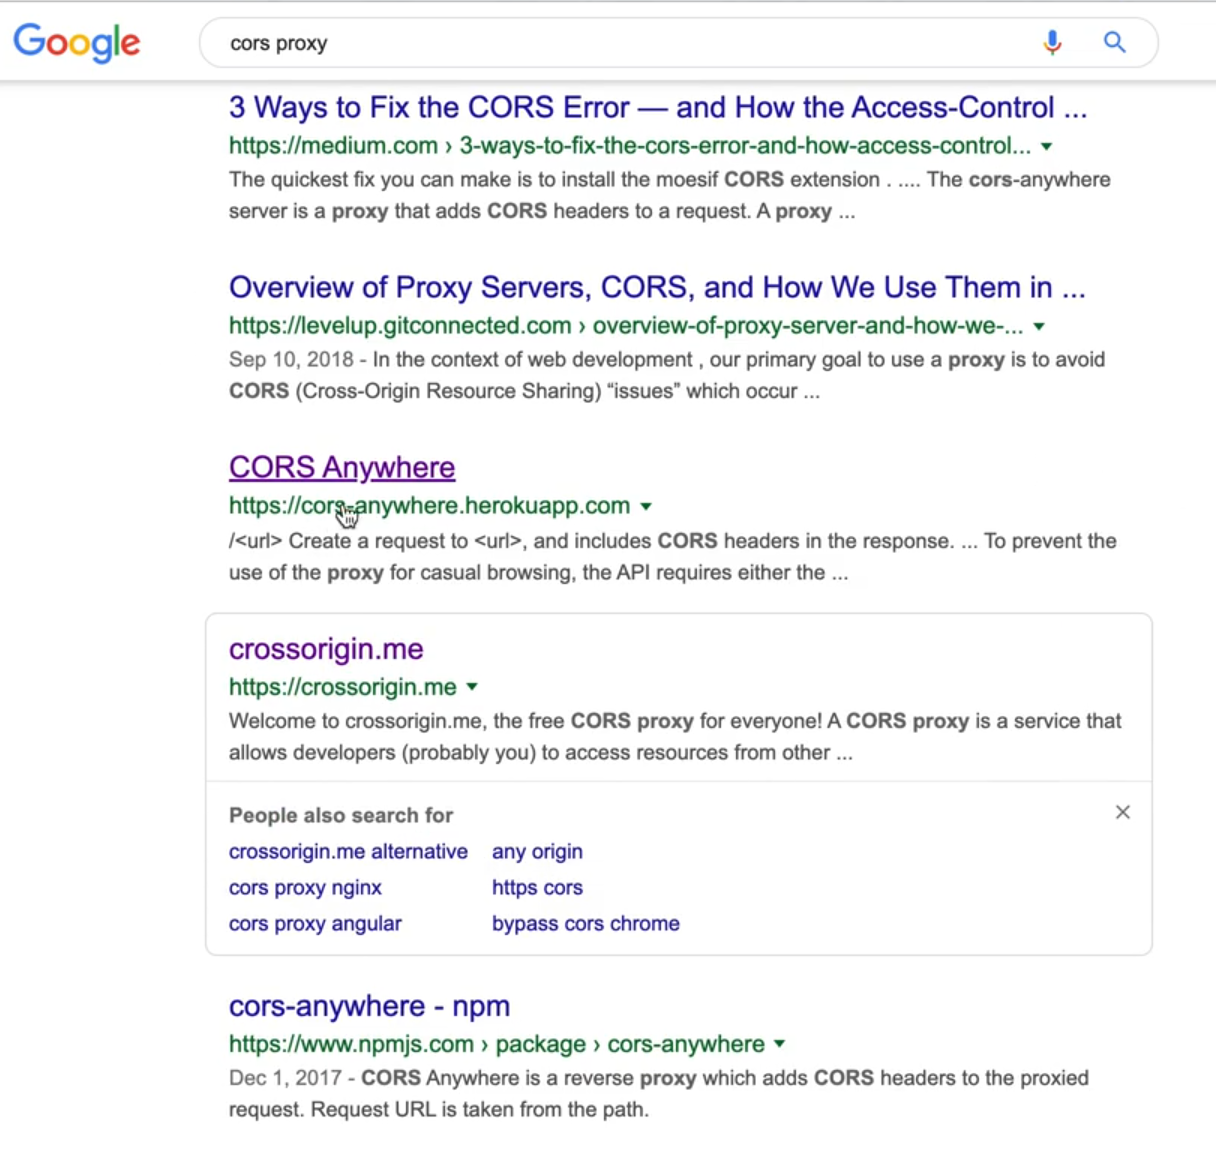 Google
cors proxy
3 Ways to Fix the CORS Error — and How the Access-Control ...
https://medium.com › 3-ways-to-fix-the-cors-error-and-how-access-control...
The quickest fix you can make is to install the moesif CORS extension . .... The cors-anywhere
server is a proxy that adds CORS headers to a request. A proxy ...
Overview of Proxy Servers, CORS, and How We Use Them in ...
https://levelup.gitconnected.com › overview-of-proxy-server-and-how-we-...
Sep 10, 2018 - In the context of web development , our primary goal to use a proxy is to avoid
CORS (Cross-Origin Resource Sharing) “issues” which occur ...
CORS Anywhere
https://cors-anywhere.herokuapp.com
/<url> Create a request to <url>, and includes CORS headers in the response. ... To prevent the
use of the proxy for casual browsing, the API requires either the ...
crossorigin.me
https://crossorigin.me
Welcome to crossorigin.me, the free CORS proxy for everyone! A CORS proxy is a service that
allows developers (probably you) to access resources from other ...
People also search for
crossorigin.me alternative any origin
cors proxy nginx https cors
cors proxy angular bypass cors chrome
cors-anywhere - npm
https://www.npmjs.com › package › cors-anywhere
Dec 1, 2017 - CORS Anywhere is a reverse proxy which adds CORS headers to the proxied
request. Request URL is taken from the path.